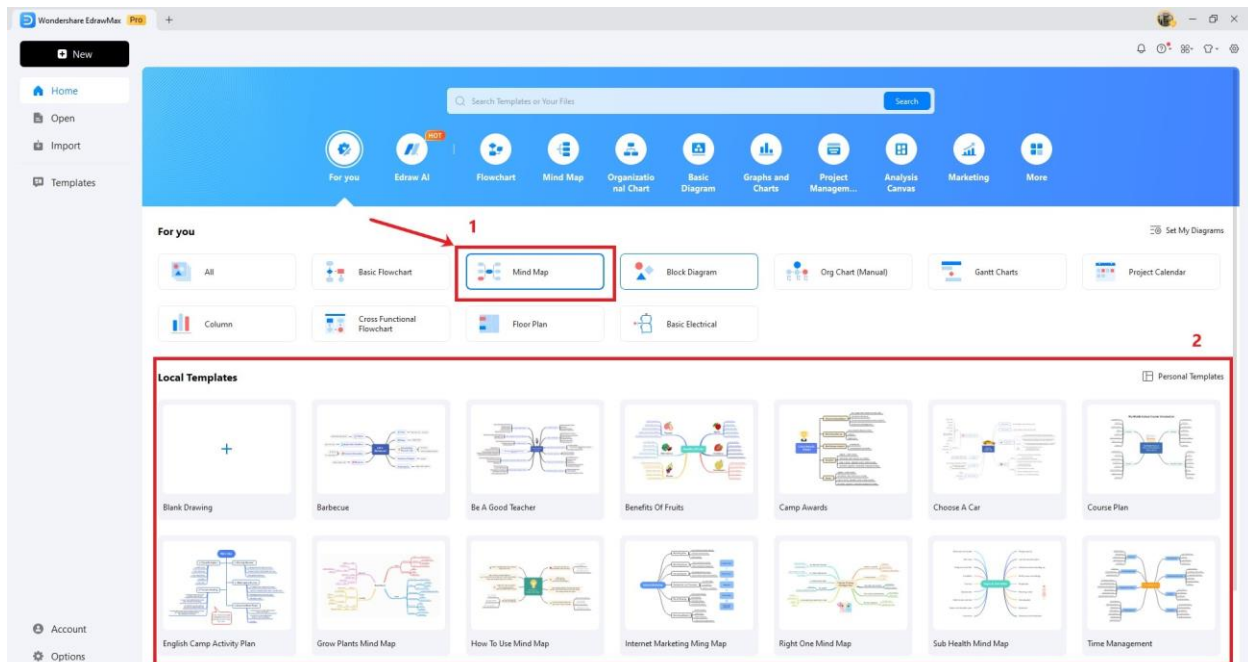 Wondershare EdrawMax Pro +
New
Home
Open
Import
Templates
Account
Options
Search Templates or Your Files
Search
For you
Edraw AI
HOT
Flowchart
Mind Map
Organizatio
nal Chart
Basic
Diagram
Graphs and
Charts
Project
Managem...
Analysis
Canvas
Marketing
More
1
For you
Set My Diagrams
All
Basic Flowchart
Mind Map
Block Diagram
Org Chart (Manual)
Gantt Charts
Project Calendar
Column
Cross Functional
Flowchart
Floor Plan
Basic Electrical
2
Local Templates
Personal Templates
Blank Drawing
Barbecue
Be A Good Teacher
Benefits Of Fruits
Camp Awards
Choose A Car
Course Plan
English Camp Activity Plan
Grow Plants Mind Map
How To Use Mind Map
Internet Marketing Ming Map
Right One Mind Map
Sub Health Mind Map
Time Management